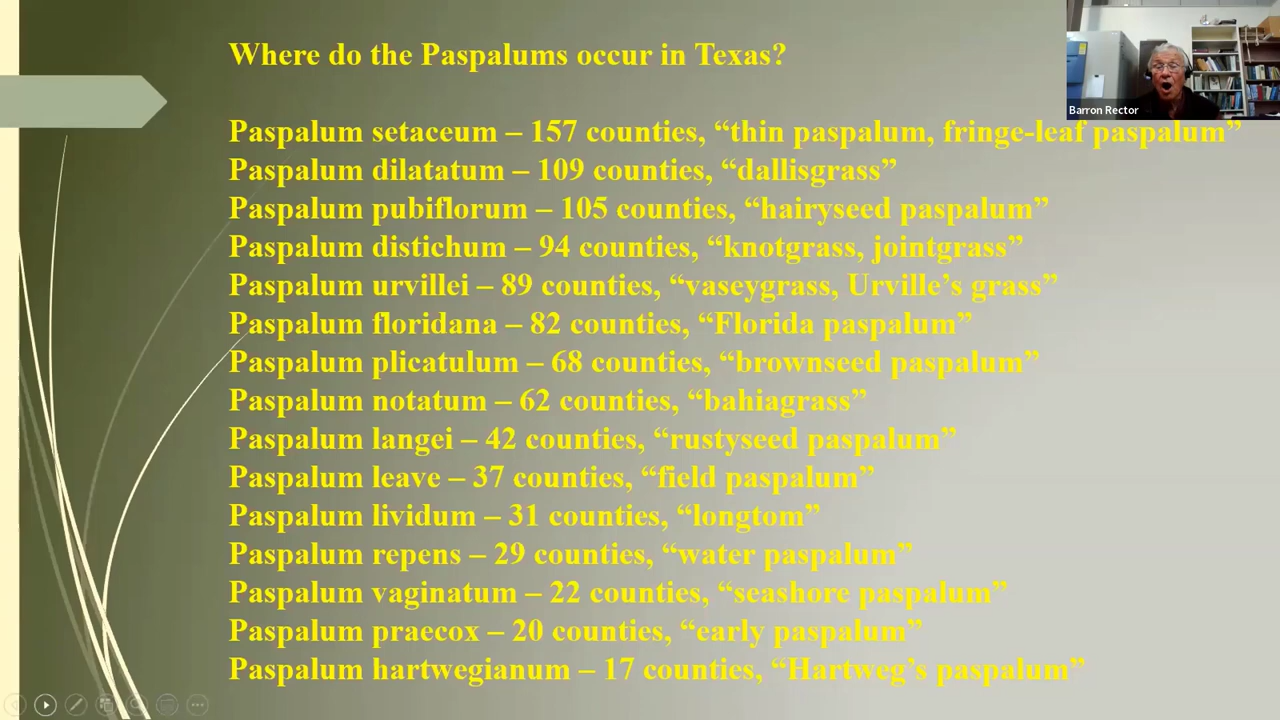 Where do the Paspalums occur in Texas?
Barron Rector
Paspalum setaceum – 157 counties, “thin paspalum, fringe-leaf paspalum”
Paspalum dilatatum – 109 counties, “dallisgrass”
Paspalum pubiflorum – 105 counties, “hairyseed paspalum”
Paspalum distichum – 94 counties, “knotgrass, jointgrass”
Paspalum urvillei – 89 counties, “vaseygrass, Urville’s grass”
Paspalum floridana – 82 counties, “Florida paspalum”
Paspalum plicatulum – 68 counties, “brownseed paspalum”
Paspalum notatum – 62 counties, “bahiagrass”
Paspalum langei – 42 counties, “rustyseed paspalum”
Paspalum leave – 37 counties, “field paspalum”
Paspalum lividum – 31 counties, “longtom”
Paspalum repens – 29 counties, “water paspalum”
Paspalum vaginatum – 22 counties, “seashore paspalum”
Paspalum praecox – 20 counties, “early paspalum”
Paspalum hartwegianum – 17 counties, “Hartweg’s paspalum”